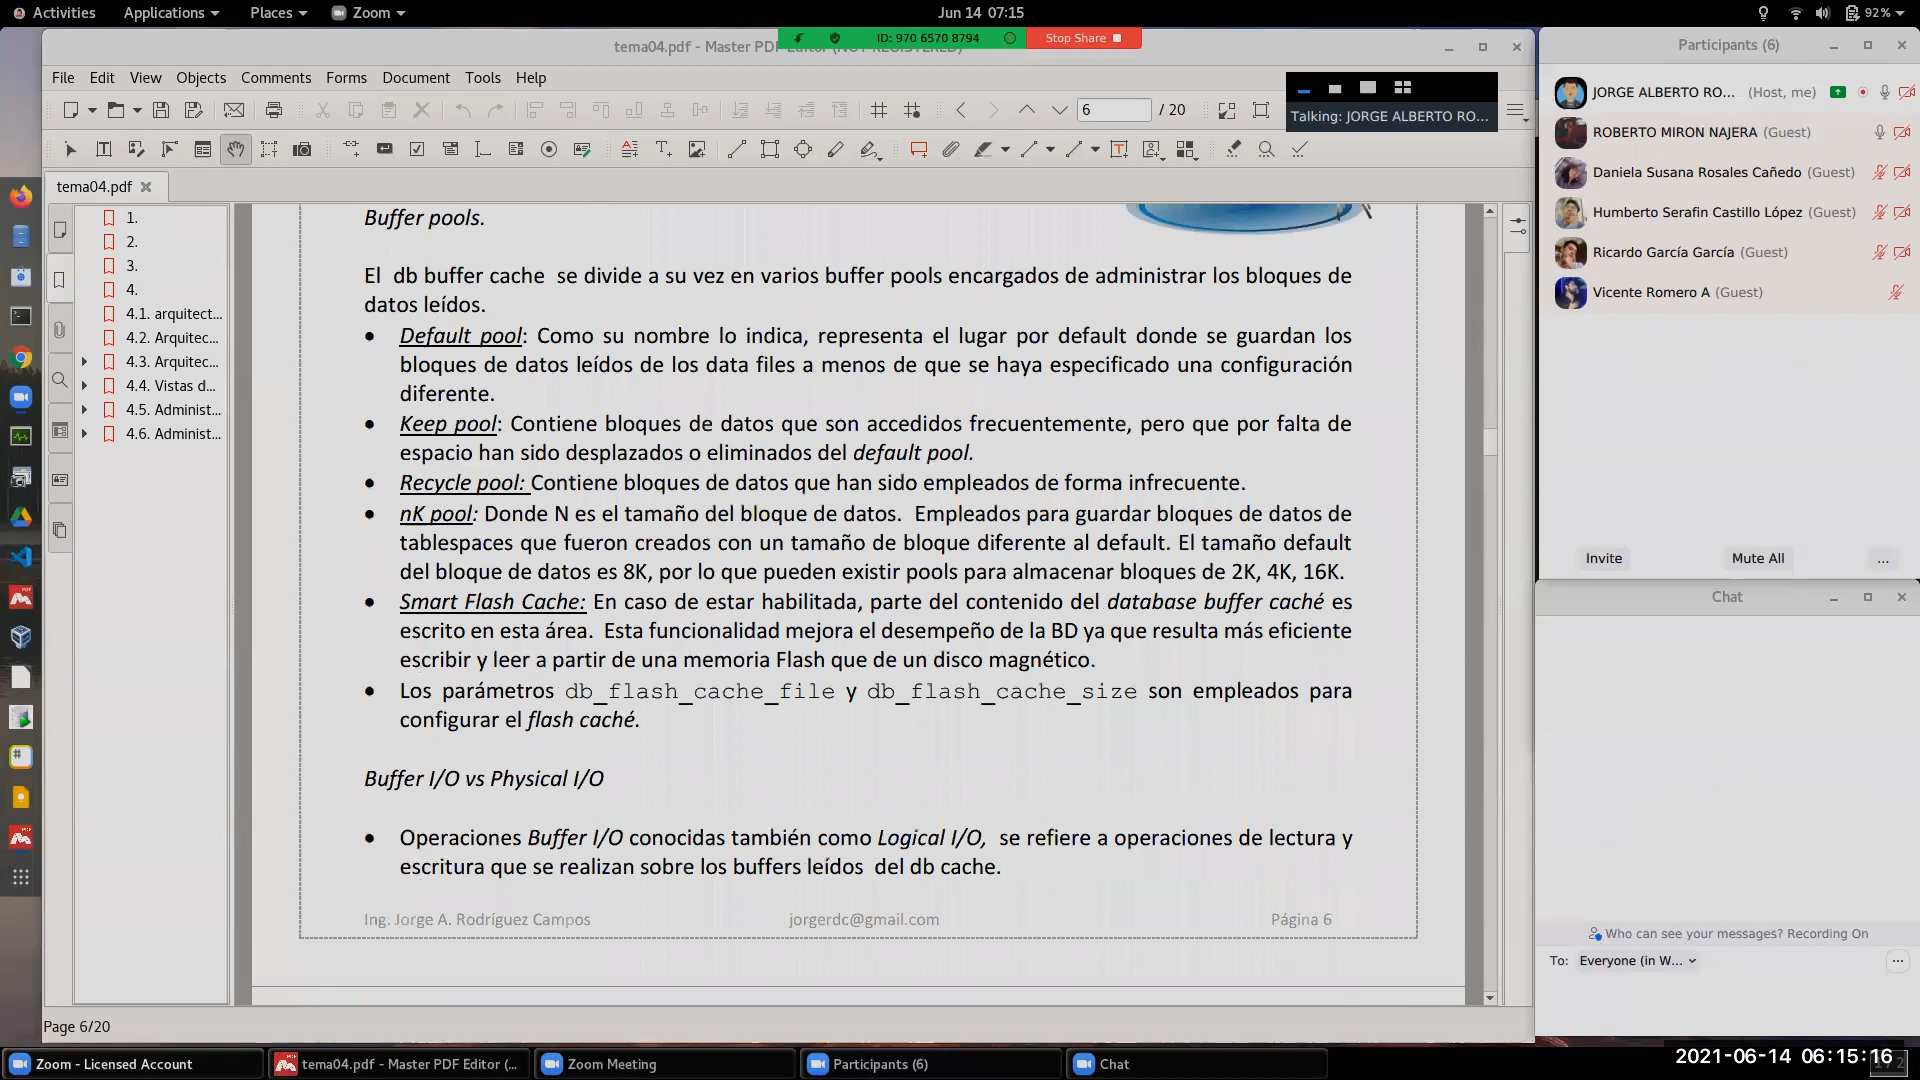 Activities Applications Places Zoom Jun 14 07:15 92%
tema04.pdf - Master PDF Editor (NOT REGISTERED)
ID: 970 6570 8794 Stop Share
File Edit View Objects Comments Forms Document Tools Help
6 / 20
Talking: JORGE ALBERTO RO...
tema04.pdf
1.
2.
3.
4.
4.1. arquitect...
4.2. Arquitec...
4.3. Arquitec...
4.4. Vistas d...
4.5. Administ...
4.6. Administ...
Buffer pools.
El db buffer cache se divide a su vez en varios buffer pools encargados de administrar los bloques de
datos leídos.
• Default pool: Como su nombre lo indica, representa el lugar por default donde se guardan los
bloques de datos leídos de los data files a menos de que se haya especificado una configuración
diferente.
• Keep pool: Contiene bloques de datos que son accedidos frecuentemente, pero que por falta de
espacio han sido desplazados o eliminados del default pool.
• Recycle pool: Contiene bloques de datos que han sido empleados de forma infrecuente.
• nK pool: Donde N es el tamaño del bloque de datos. Empleados para guardar bloques de datos de
tablespaces que fueron creados con un tamaño de bloque diferente al default. El tamaño default
del bloque de datos es 8K, por lo que pueden existir pools para almacenar bloques de 2K, 4K, 16K.
• Smart Flash Cache: En caso de estar habilitada, parte del contenido del database buffer caché es
escrito en esta área. Esta funcionalidad mejora el desempeño de la BD ya que resulta más eficiente
escribir y leer a partir de una memoria Flash que de un disco magnético.
• Los parámetros db_flash_cache_file y db_flash_cache_size son empleados para
configurar el flash caché.
Buffer I/O vs Physical I/O
• Operaciones Buffer I/O conocidas también como Logical I/O, se refiere a operaciones de lectura y
escritura que se realizan sobre los buffers leídos del db cache.
Ing. Jorge A. Rodríguez Campos jorgerdc@gmail.com Página 6
Page 6/20
Participants (6)
JORGE ALBERTO RO... (Host, me)
ROBERTO MIRON NAJERA (Guest)
Daniela Susana Rosales Cañedo (Guest)
Humberto Serafin Castillo López (Guest)
Ricardo García García (Guest)
Vicente Romero A (Guest)
Invite Mute All ...
Chat
Who can see your messages? Recording On
To: Everyone (in W...
Zoom - Licensed Account tema04.pdf - Master PDF Editor (... Zoom Meeting Participants (6) Chat
2021-06-14 06:15:16